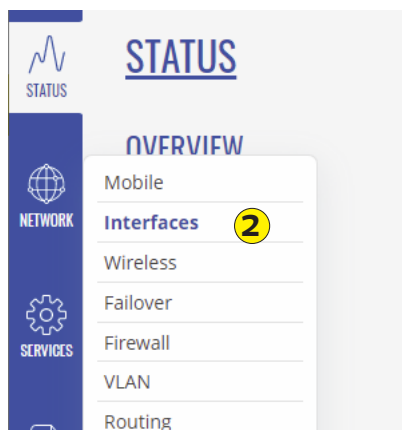 STATUS
STATUS
OVERVIEW
NETWORK
Mobile
Interfaces 2
Wireless
Failover
SERVICES
Firewall
VLAN
Routing